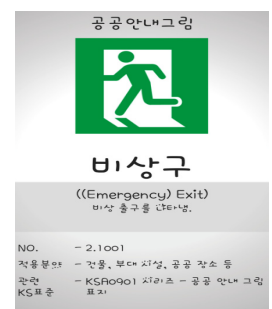 공공안내그림
비상구
((Emergency) Exit)
비상 출구를 나타냄.
NO. - 2.1001
적용분야 - 건물, 부대 시설, 공공 장소 등
관련 - KSA0901 시리즈 - 공공 안내 그림
KS표준 표지